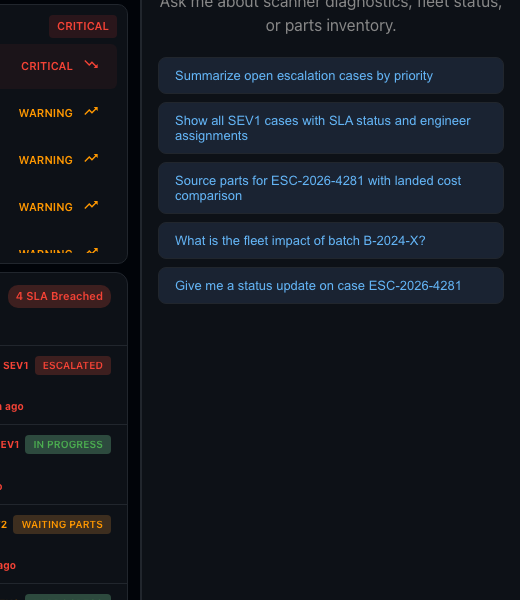 CRITICAL
CRITICAL
WARNING
WARNING
WARNING
4 SLA Breached
SEV1 ESCALATED
ago
IN PROGRESS
WAITING PARTS
ago
Ask me about scanner diagnostics, fleet status,
or parts inventory.
Summarize open escalation cases by priority
Show all SEV1 cases with SLA status and engineer
assignments
Source parts for ESC-2026-4281 with landed cost
comparison
What is the fleet impact of batch B-2024-X?
Give me a status update on case ESC-2026-4281